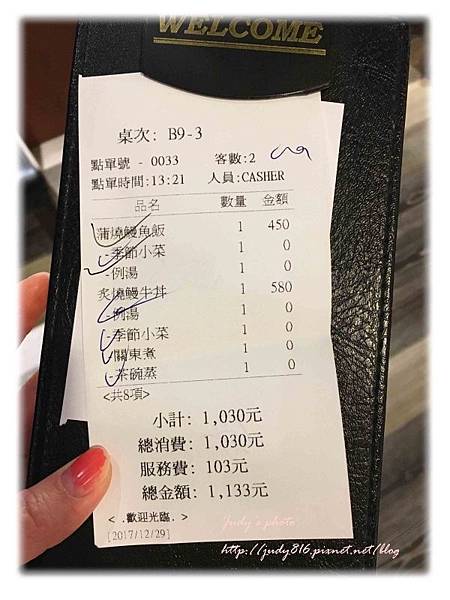 WELCOME
桌次: B9-3
點單號 - 0033 客數:2
點單時間:13:21 人員:CASHER
品名 數量 金額
蒲燒鰻魚飯 1 450
-季節小菜 1 0
-例湯 1 0
炙燒鰻牛丼 1 580
-例湯 1 0
-季節小菜 1 0
-關東煮 1 0
-茶碗蒸 1 0
<共8項>
小計: 1,030元
總消費: 1,030元
服務費: 103元
總金額: 1,133元
< .歡迎光臨. >
[2017/12/29]
Judy's photo
http://judy816.pixnet.net/blog